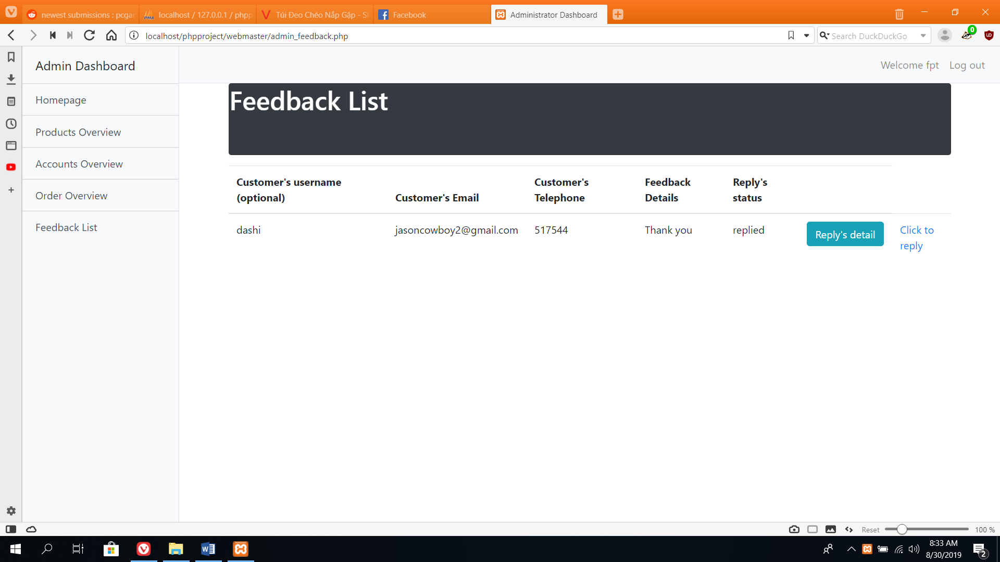 newest submissions : pcgar
localhost / 127.0.0.1 / phpp
Túi Đeo Chéo Nắp Gập - Sh
Facebook
Administrator Dashboard
localhost/phpproject/webmaster/admin_feedback.php
Search DuckDuckGo
0
Admin Dashboard
Welcome fpt
Log out
Homepage
Products Overview
Accounts Overview
Order Overview
Feedback List
Feedback List
Customer's username (optional)
Customer's Email
Customer's Telephone
Feedback Details
Reply's status
dashi
jasoncowboy2@gmail.com
517544
Thank you
replied
Reply's detail
Click to reply
Reset
100 %
8:33 AM
8/30/2019
2